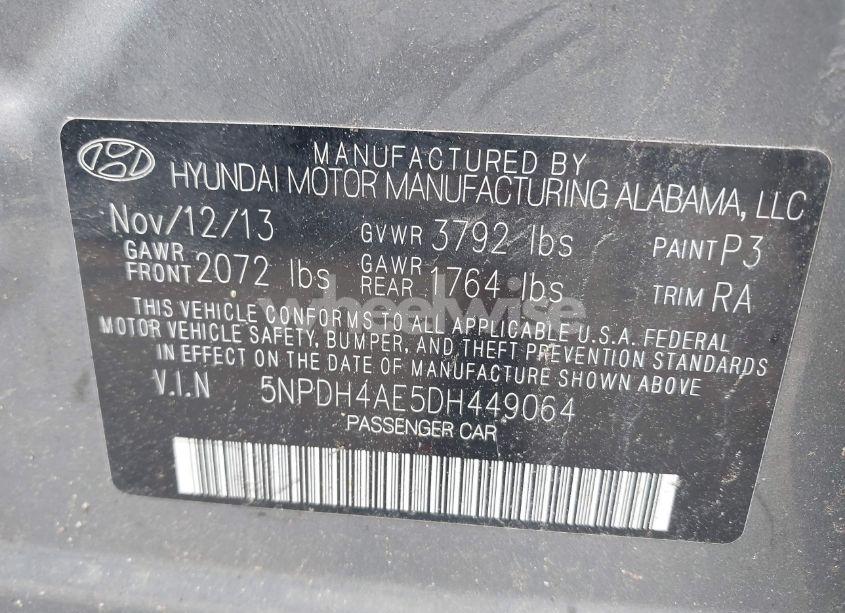 MANUFACTURED BY
HYUNDAI MOTOR MANUFACTURING ALABAMA, LLC
Nov/12/13 GVWR 3792 lbs PAINT P3
GAWR FRONT 2072 lbs GAWR REAR 1764 lbs TRIM RA
THIS VEHICLE CONFORMS TO ALL APPLICABLE U.S.A. FEDERAL
MOTOR VEHICLE SAFETY, BUMPER, AND THEFT PREVENTION STANDARDS
IN EFFECT ON THE DATE OF MANUFACTURE SHOWN ABOVE
V.I.N 5NPDH4AE5DH449064
PASSENGER CAR
wheelwise